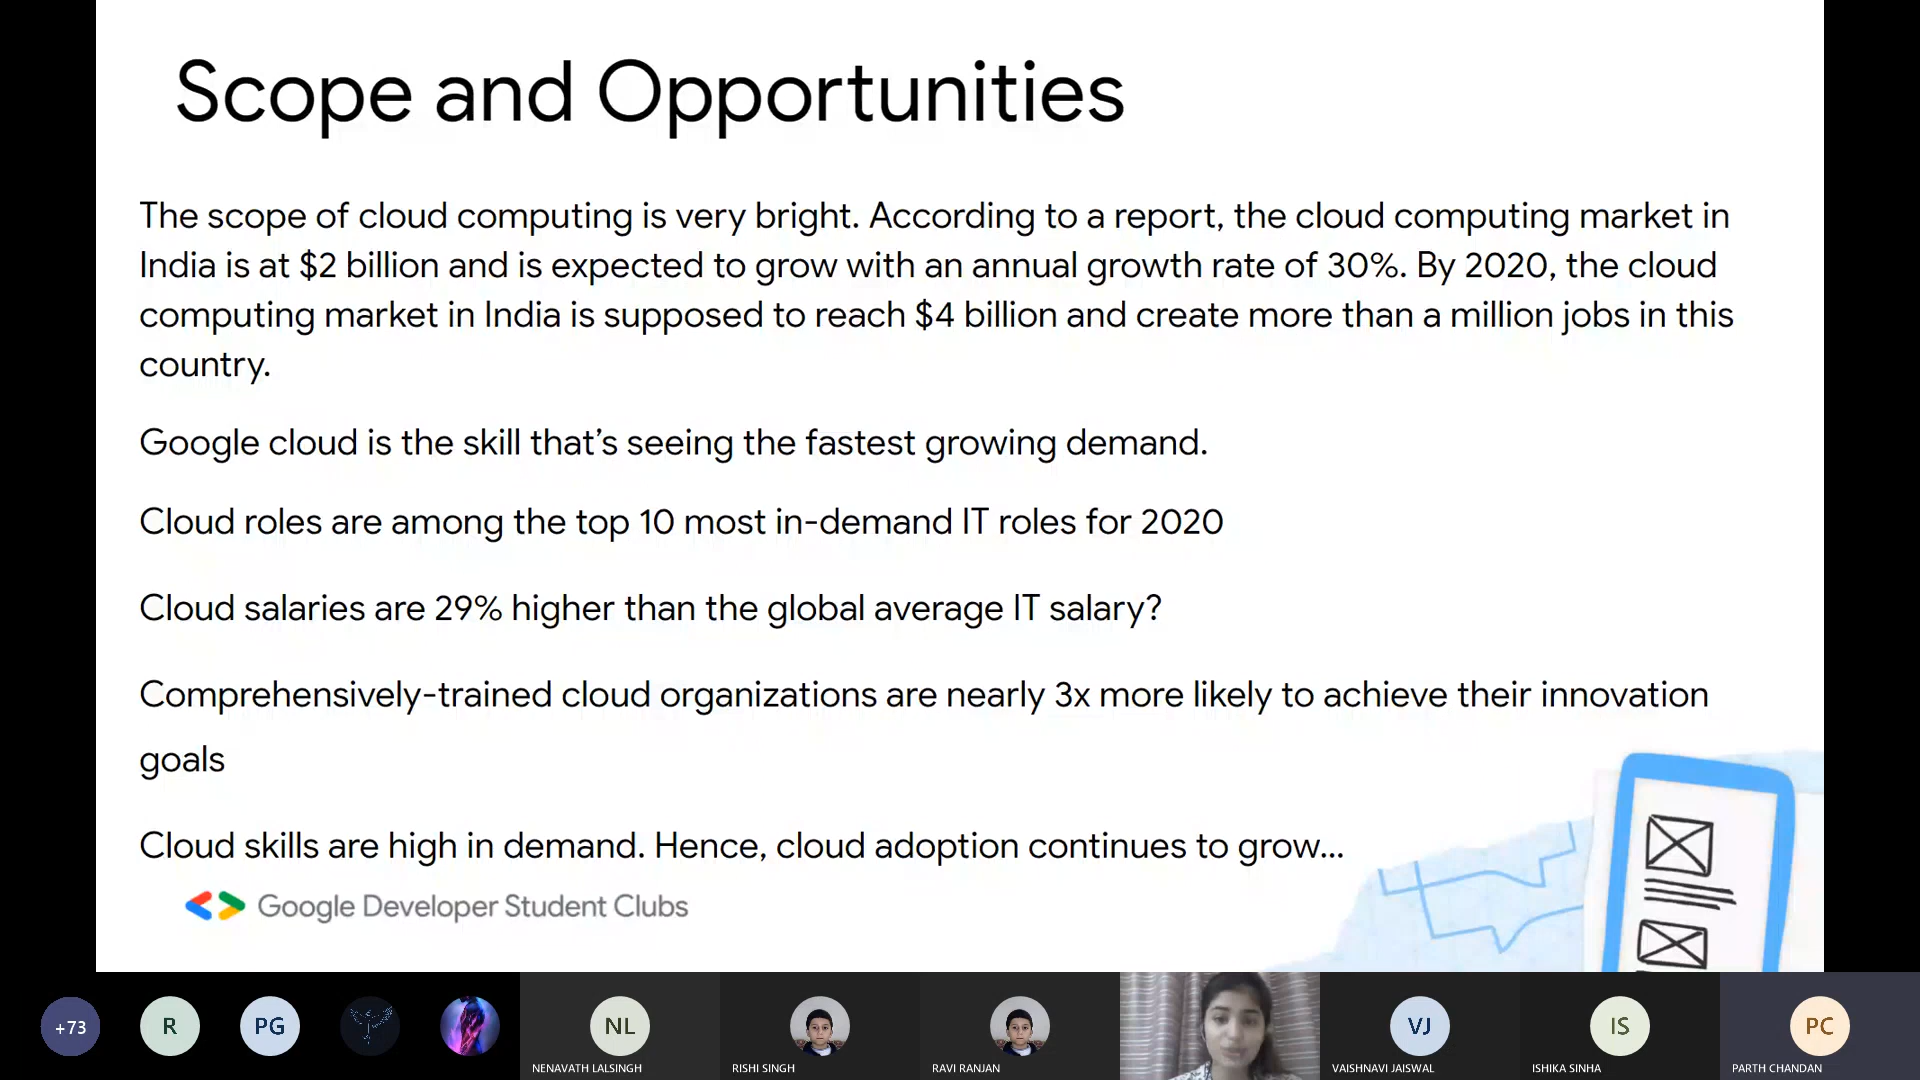 Scope and Opportunities
The scope of cloud computing is very bright. According to a report, the cloud computing market in
India is at $2 billion and is expected to grow with an annual growth rate of 30%. By 2020, the cloud
computing market in India is supposed to reach $4 billion and create more than a million jobs in this
country.
Google cloud is the skill that’s seeing the fastest growing demand.
Cloud roles are among the top 10 most in-demand IT roles for 2020
Cloud salaries are 29% higher than the global average IT salary?
Comprehensively-trained cloud organizations are nearly 3x more likely to achieve their innovation
goals
Cloud skills are high in demand. Hence, cloud adoption continues to grow...
Google Developer Student Clubs
+73
R
PG
NL
VJ
IS
PC
NENAVATH LALSINGH
RISHI SINGH
RAVI RANJAN
VAISHNAVI JAISWAL
ISHIKA SINHA
PARTH CHANDAN